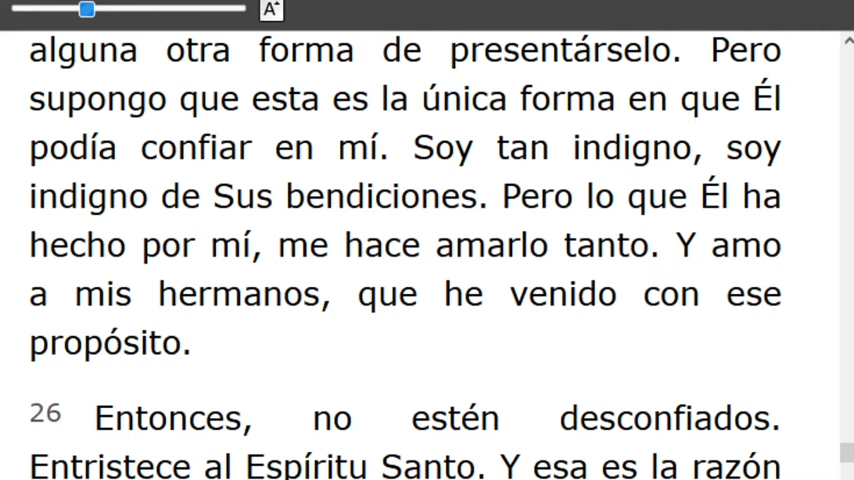 A
alguna otra forma de presentárselo. Pero
supongo que esta es la única forma en que Él
podía confiar en mí. Soy tan indigno, soy
indigno de Sus bendiciones. Pero lo que Él ha
hecho por mí, me hace amarlo tanto. Y amo
a mis hermanos, que he venido con ese
propósito.
26 Entonces, no estén desconfiados.
Entristece al Espíritu Santo. Y esa es la razón